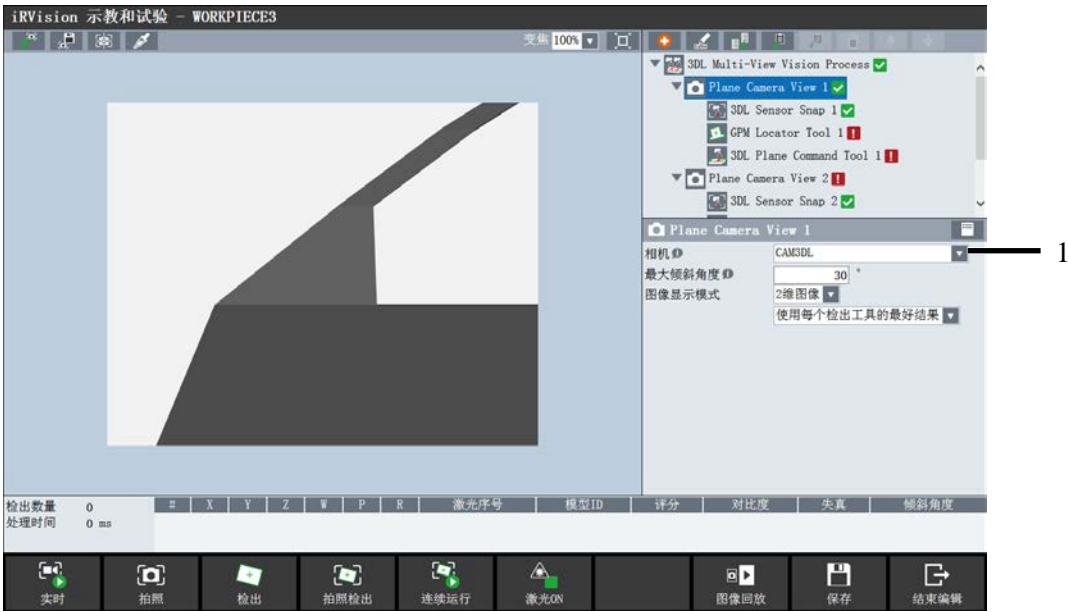 iRVision 示教和试验 - WORKPIECE3
变焦 100%
3DL Multi-View Vision Process
Plane Camera View 1
3DL Sensor Snap 1
GPM Locator Tool 1
3DL Plane Command Tool 1
Plane Camera View 2
3DL Sensor Snap 2
Plane Camera View 1
相机 CAM3DL
1
最大倾斜角度 30 °
图像显示模式 2维图像
使用每个检出工具的最好结果
检出数量 0
处理时间 0 ms
# X Y Z W P R 激光序号 模型ID 评分 对比度 失真 倾斜角度
实时 拍照 检出 拍照检出 连续运行 激光ON 图像回放 保存 结束编辑